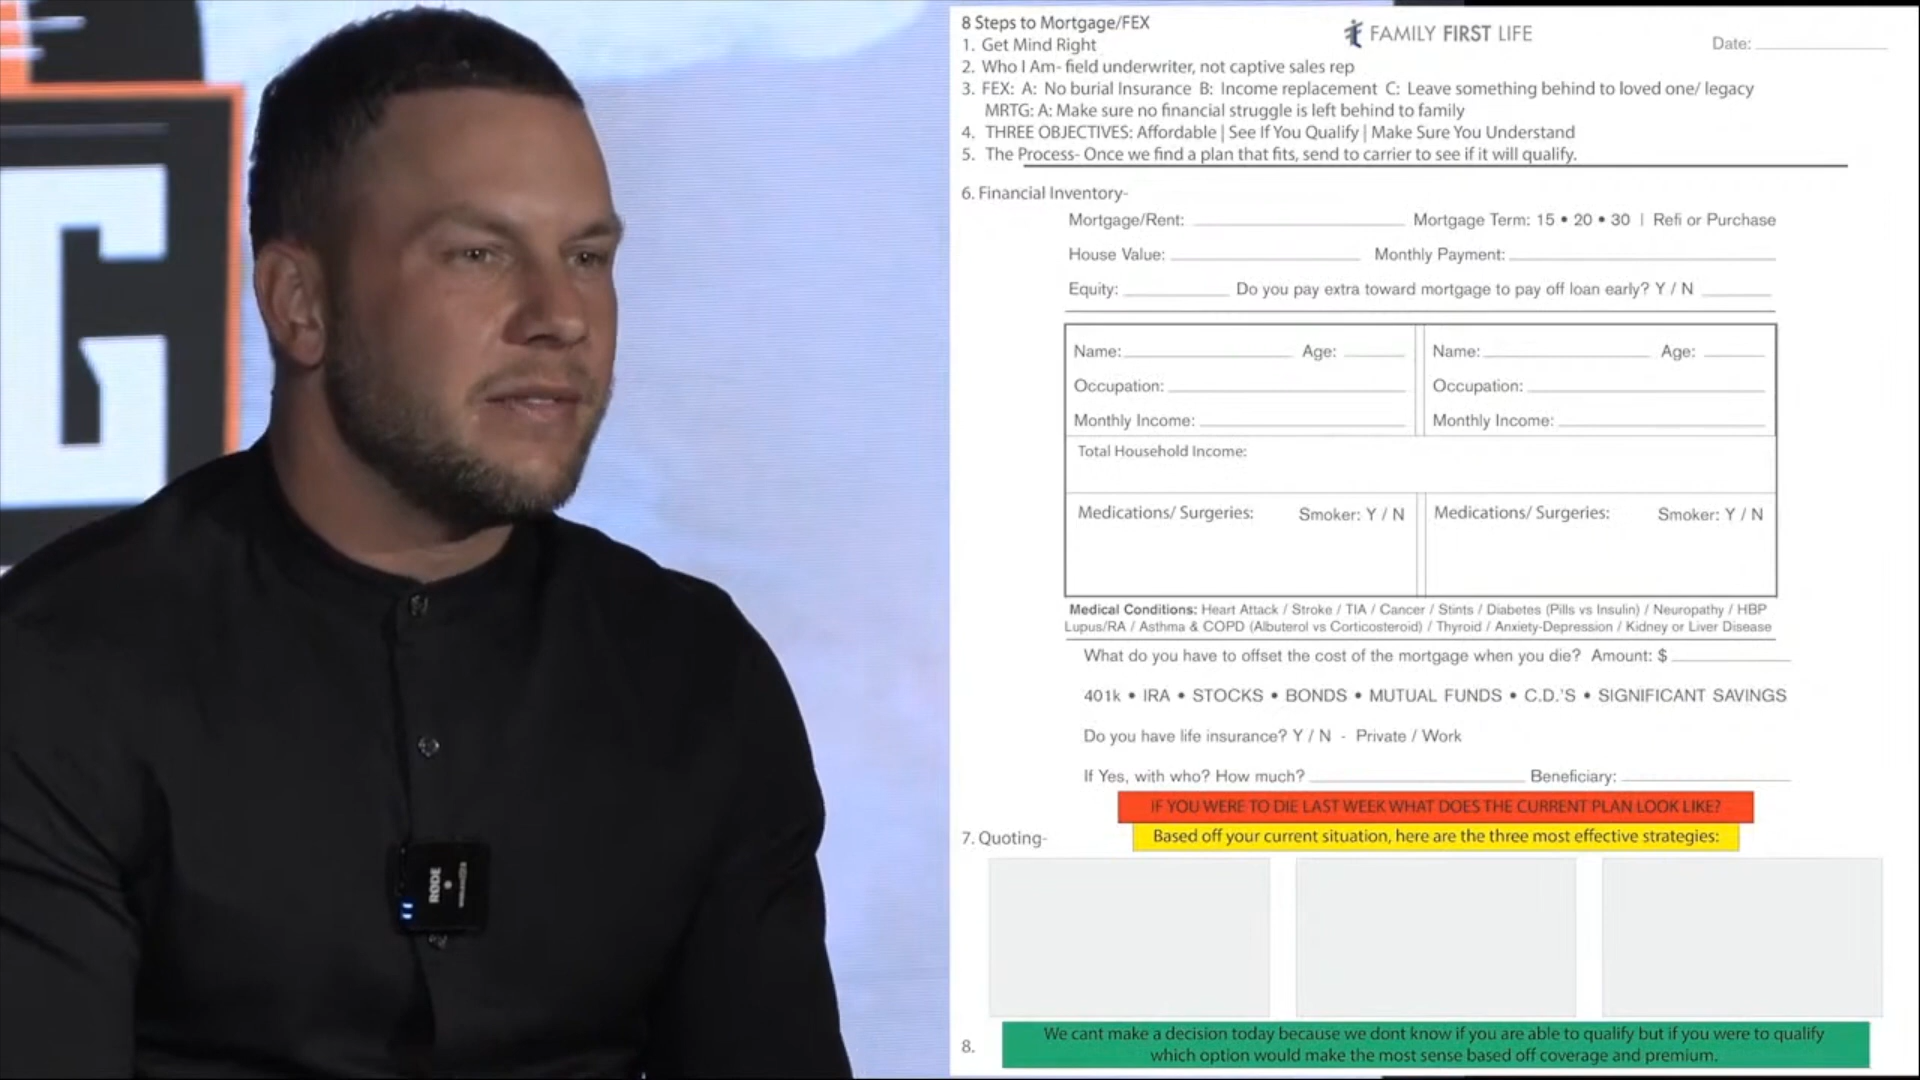 8 Steps to Mortgage/FEX
FAMILY FIRST LIFE
Date:
1. Get Mind Right
2. Who I Am- field underwriter, not captive sales rep
3. FEX: A: No burial Insurance B: Income replacement C: Leave something behind to loved one/ legacy
MRTG: A: Make sure no financial struggle is left behind to family
4. THREE OBJECTIVES: Affordable | See If You Qualify | Make Sure You Understand
5. The Process- Once we find a plan that fits, send to carrier to see if it will qualify.
6. Financial Inventory-
Mortgage/Rent: Mortgage Term: 15 • 20 • 30 | Refi or Purchase
House Value: Monthly Payment:
Equity: Do you pay extra toward mortgage to pay off loan early? Y / N
Name: Age: Name: Age:
Occupation: Occupation:
Monthly Income: Monthly Income:
Total Household Income:
Medications/ Surgeries: Smoker: Y / N Medications/ Surgeries: Smoker: Y / N
Medical Conditions: Heart Attack / Stroke / TIA / Cancer / Stints / Diabetes (Pills vs Insulin) / Neuropathy / HBP
Lupus/RA / Asthma & COPD (Albuterol vs Corticosteroid) / Thyroid / Anxiety-Depression / Kidney or Liver Disease
What do you have to offset the cost of the mortgage when you die? Amount: $
401k • IRA • STOCKS • BONDS • MUTUAL FUNDS • C.D.'S • SIGNIFICANT SAVINGS
Do you have life insurance? Y / N - Private / Work
If Yes, with who? How much? Beneficiary:
IF YOU WERE TO DIE LAST WEEK WHAT DOES THE CURRENT PLAN LOOK LIKE?
7. Quoting-
Based off your current situation, here are the three most effective strategies:
8.
We cant make a decision today because we dont know if you are able to qualify but if you were to qualify
which option would make the most sense based off coverage and premium.
G
RODE